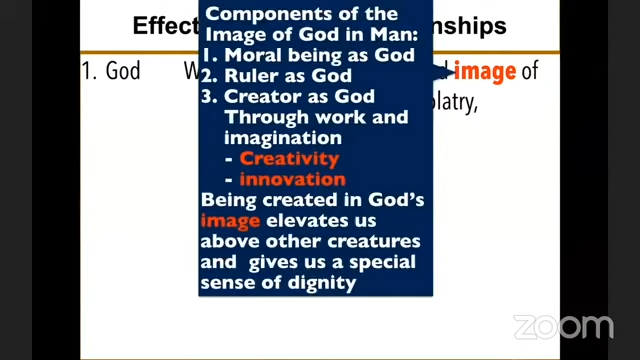 Effect
nships
1. God
W
d image of
latry,
Components of the
Image of God in Man:
1. Moral being as God
2. Ruler as God
3. Creator as God
Through work and
imagination
- Creativity
- innovation
Being created in God's
image elevates us
above other creatures
and gives us a special
sense of dignity
zoom